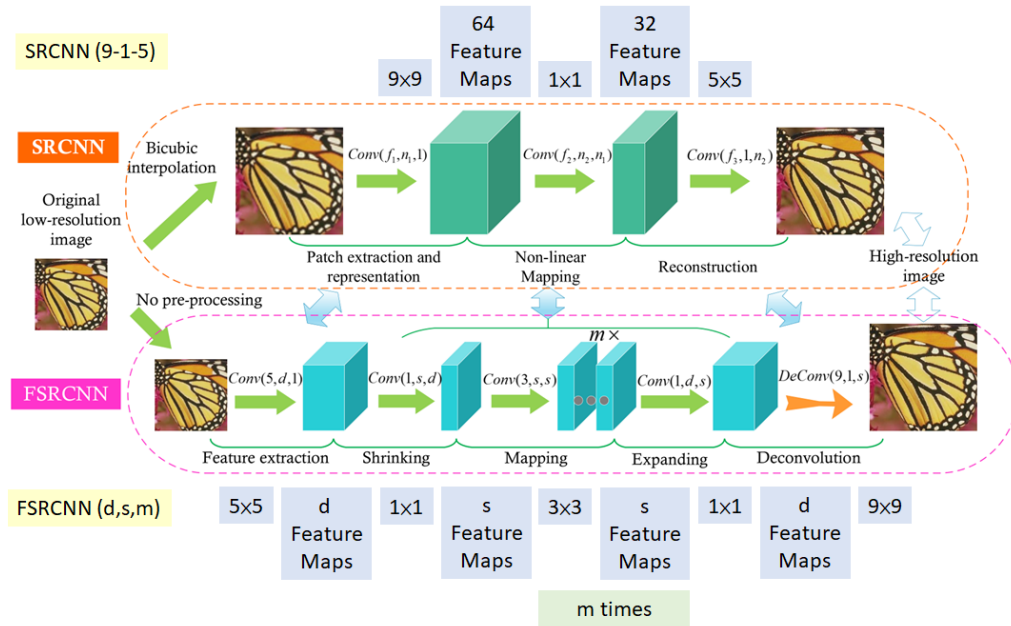 SRCNN (9-1-5)
64
Feature
Maps
32
Feature
Maps
9×9
1×1
5×5
SRCNN
Bicubic
interpolation
Conv(f₁,n₁,1)
Conv(f₂,n₂,n₁)
Conv(f₃,1,n₂)
Original
low-resolution
image
Patch extraction and
representation
Non-linear
Mapping
Reconstruction
High-resolution
image
No pre-processing
m×
FSRCNN
Conv(5,d,1)
Conv(1,s,d)
Conv(3,s,s)
Conv(1,d,s)
DeConv(9,1,s)
Feature extraction
Shrinking
Mapping
Expanding
Deconvolution
FSRCNN (d,s,m)
5×5
d
Feature
Maps
1×1
s
Feature
Maps
3×3
s
Feature
Maps
1×1
d
Feature
Maps
9×9
m times